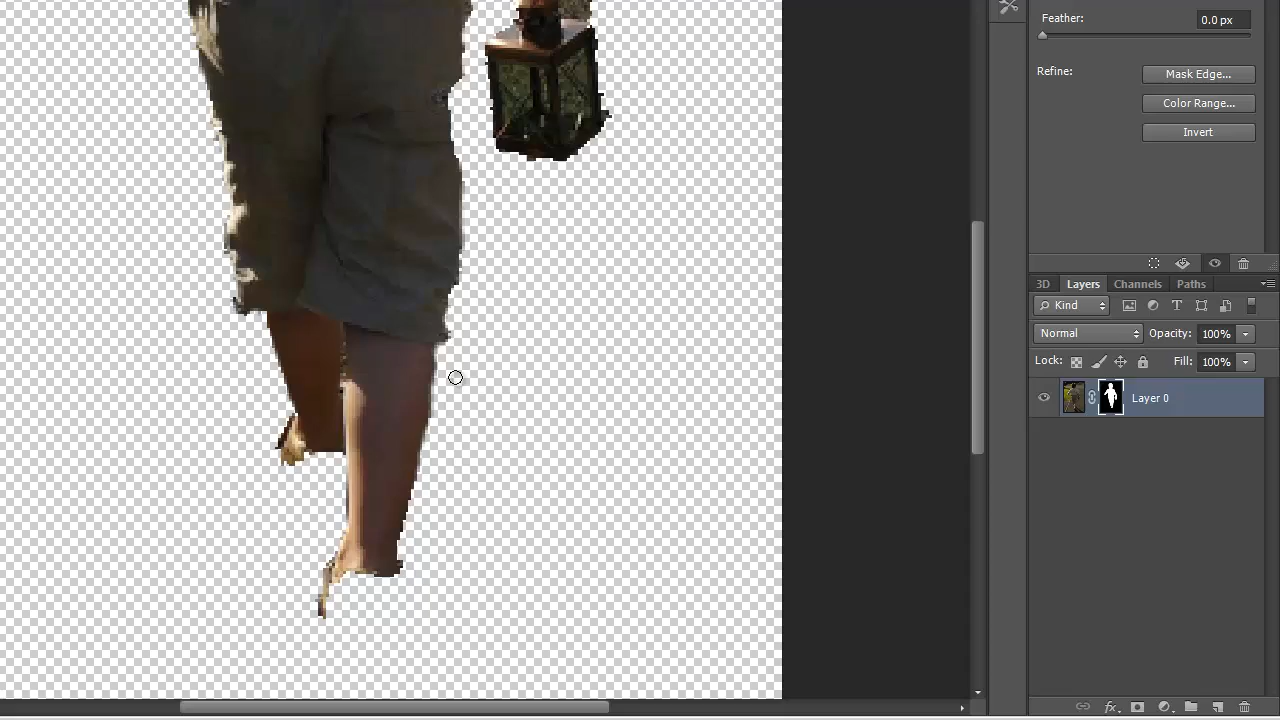 Feather:
0.0 px
Refine:
Mask Edge...
Color Range...
Invert
3D Layers Channels Paths
Kind
Normal Opacity: 100%
Lock: Fill: 100%
Layer 0
fx